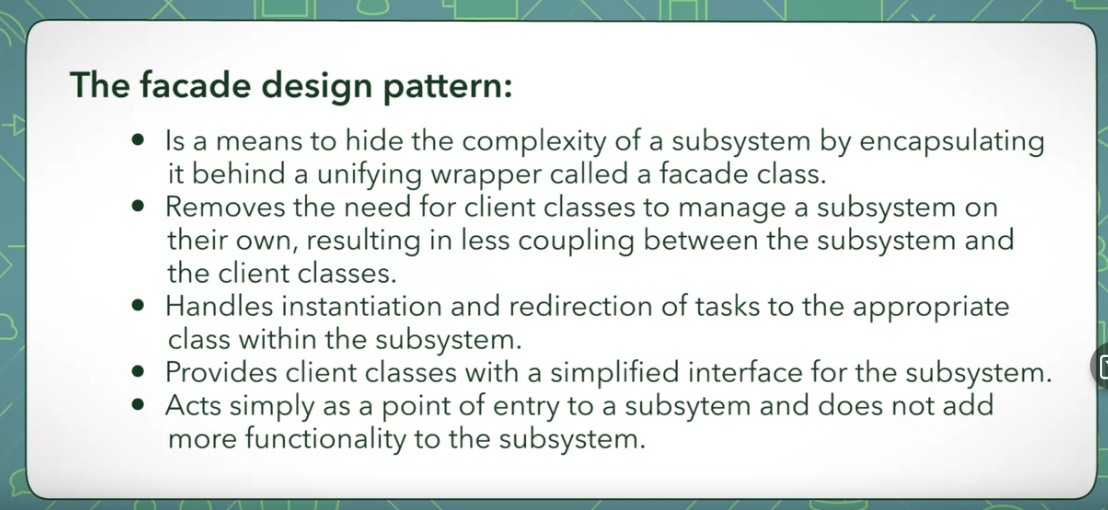 The facade design pattern:
• Is a means to hide the complexity of a subsystem by encapsulating
it behind a unifying wrapper called a facade class.
• Removes the need for client classes to manage a subsystem on
their own, resulting in less coupling between the subsystem and
the client classes.
• Handles instantiation and redirection of tasks to the appropriate
class within the subsystem.
• Provides client classes with a simplified interface for the subsystem.
• Acts simply as a point of entry to a subsytem and does not add
more functionality to the subsystem.